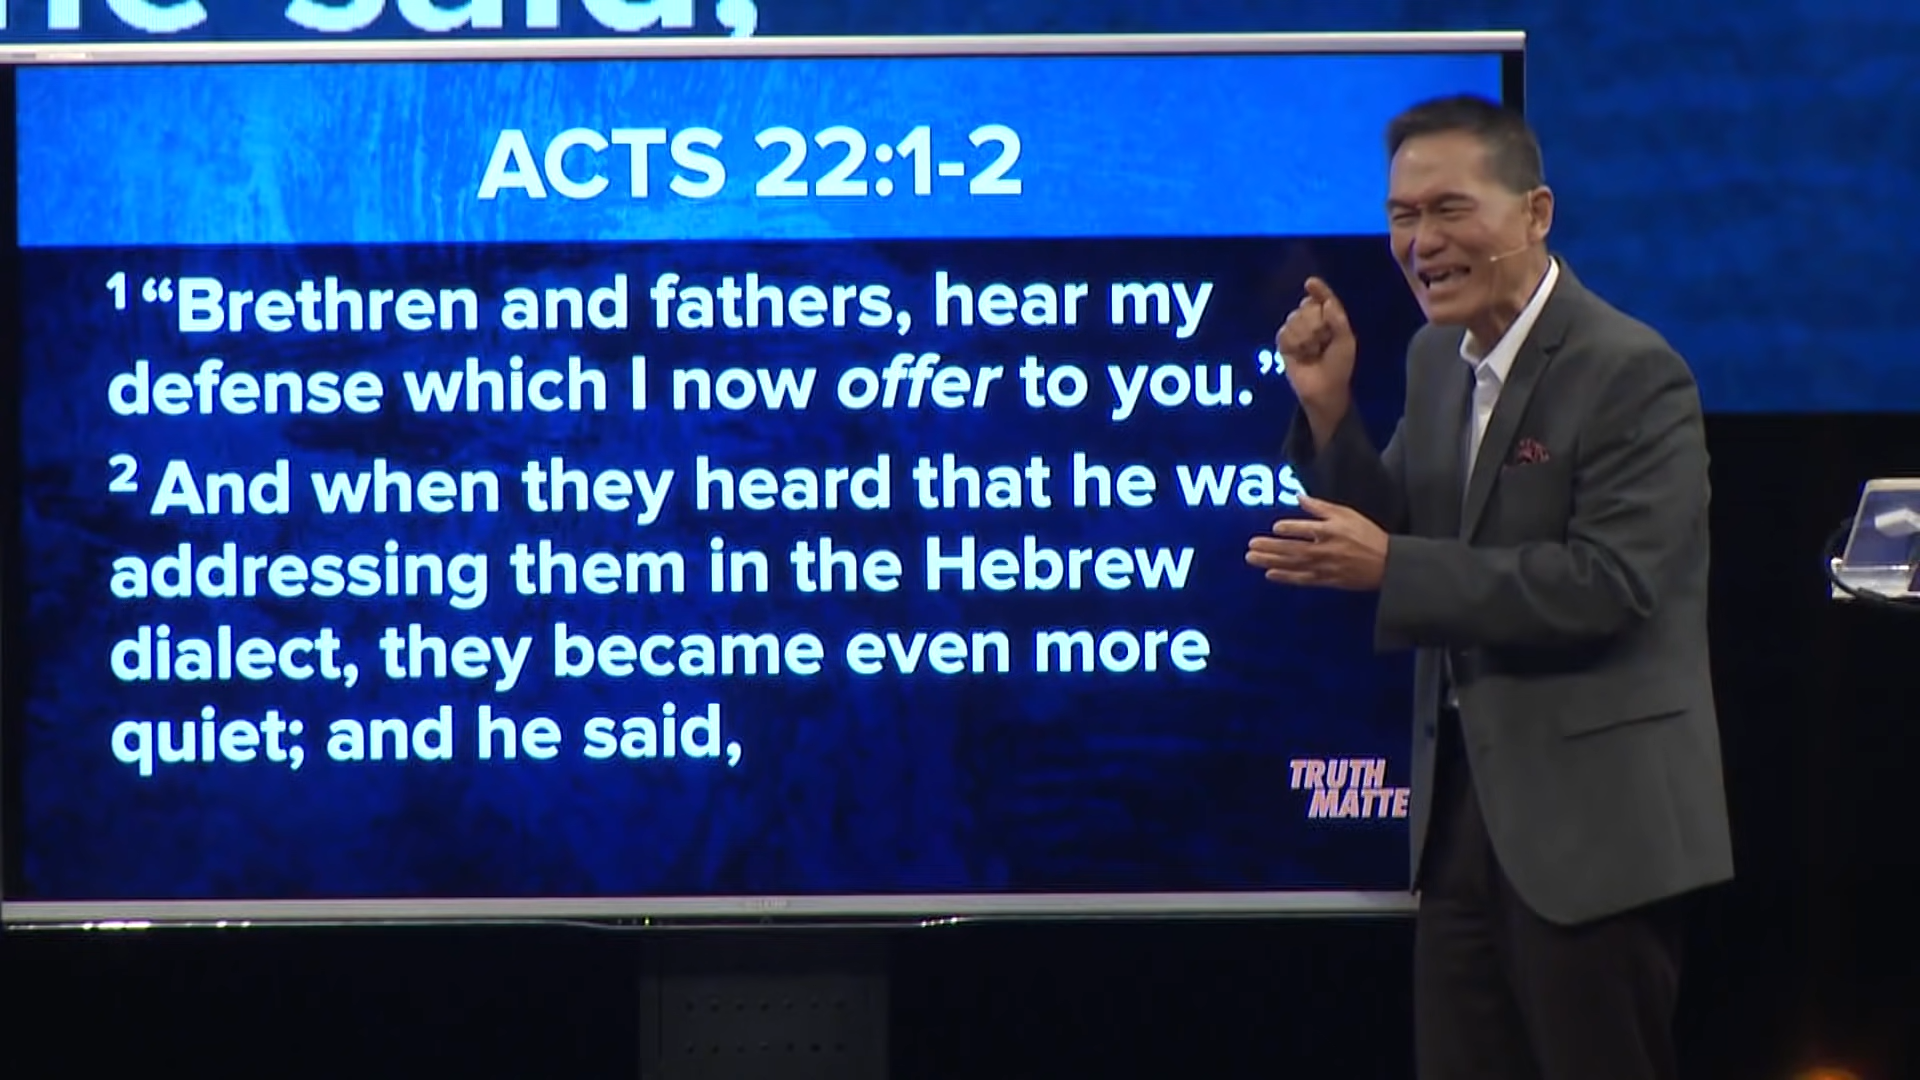 he said,
ACTS 22:1-2
1 “Brethren and fathers, hear my
defense which I now offer to you.”
2 And when they heard that he was
addressing them in the Hebrew
dialect, they became even more
quiet; and he said,
TRUTH
MATTE